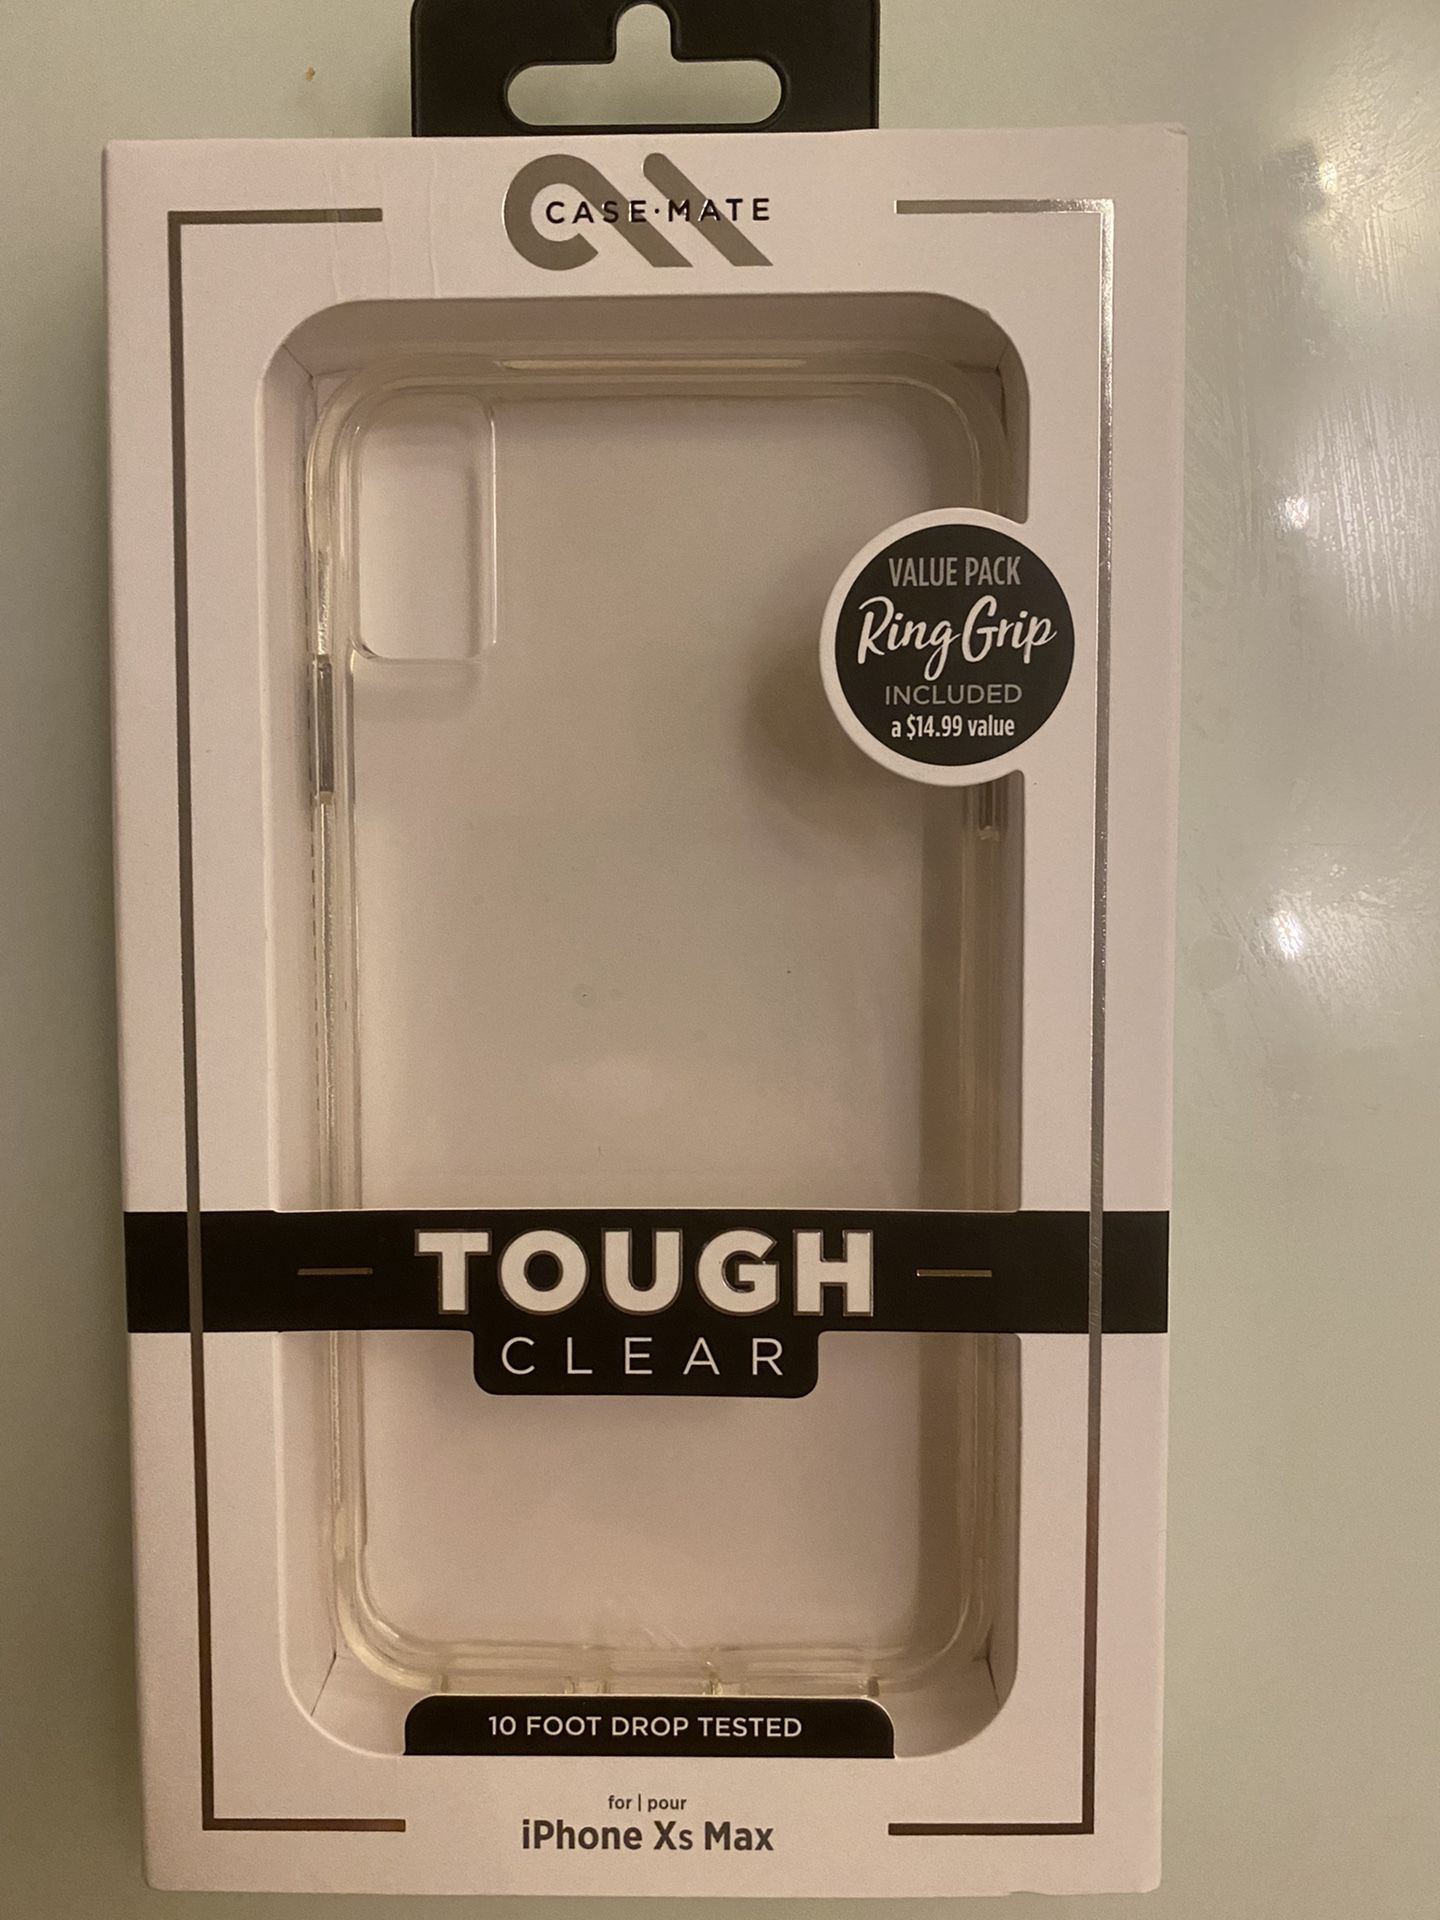 CASE·MATE
VALUE PACK
Ring Grip
INCLUDED
a $14.99 value
TOUGH
CLEAR
10 FOOT DROP TESTED
for | pour
iPhone Xs Max